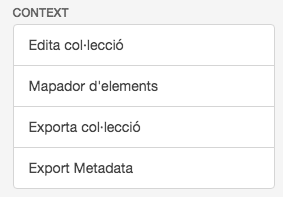 CONTEXT
Edita col·lecció
Mapador d'elements
Exporta col·lecció
Export Metadata